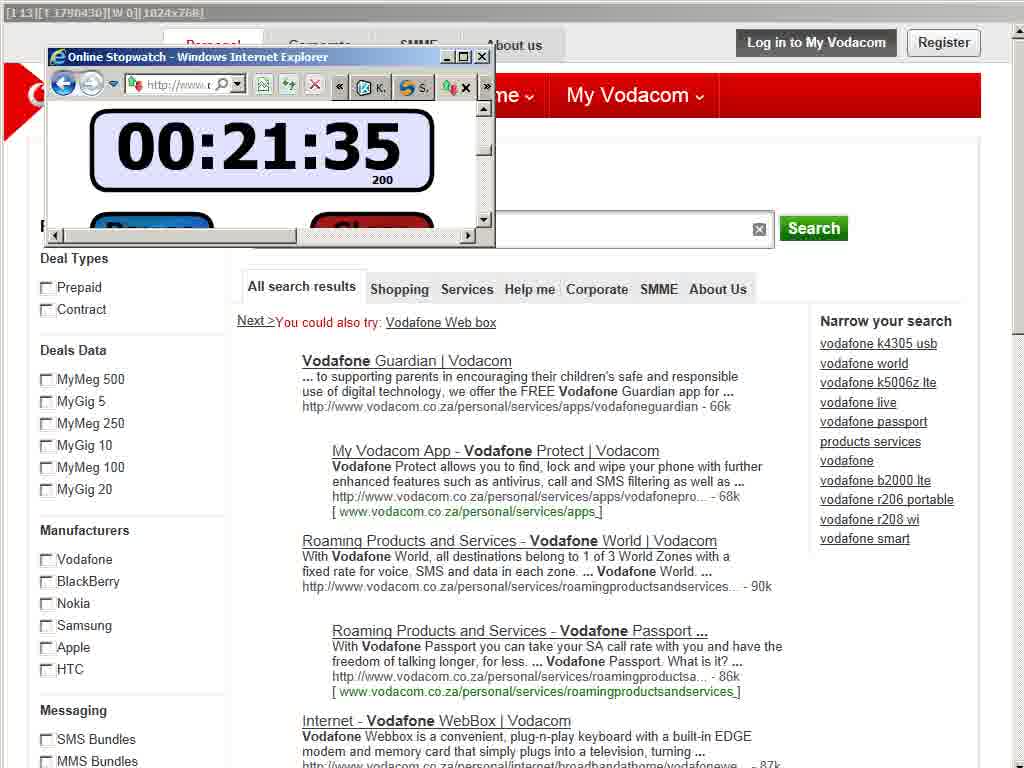 [I 13][T 1790430][W 0][1024x768]
About us
Log in to My Vodacom
Register
Online Stopwatch - Windows Internet Explorer
http://www.
«
K.
S.
»
me
My Vodacom
00:21:35
200
Search
Deal Types
Prepaid
Contract
Deals Data
MyMeg 500
MyGig 5
MyMeg 250
MyGig 10
MyMeg 100
MyGig 20
Manufacturers
Vodafone
BlackBerry
Nokia
Samsung
Apple
HTC
Messaging
SMS Bundles
MMS Bundles
All search results
Shopping
Services
Help me
Corporate
SMME
About Us
Next >You could also try: Vodafone Web box
Vodafone Guardian | Vodacom
... to supporting parents in encouraging their children's safe and responsible
use of digital technology, we offer the FREE Vodafone Guardian app for ...
http://www.vodacom.co.za/personal/services/apps/vodafoneguardian - 66k
My Vodacom App - Vodafone Protect | Vodacom
Vodafone Protect allows you to find, lock and wipe your phone with further
enhanced features such as antivirus, call and SMS filtering as well as ...
http://www.vodacom.co.za/personal/services/apps/vodafonepro... - 68k
[ www.vodacom.co.za/personal/services/apps ]
Roaming Products and Services - Vodafone World | Vodacom
With Vodafone World, all destinations belong to 1 of 3 World Zones with a
fixed rate for voice, SMS and data in each zone. ... Vodafone World. ...
http://www.vodacom.co.za/personal/services/roamingproductsandservices... - 90k
Roaming Products and Services - Vodafone Passport ...
With Vodafone Passport you can take your SA call rate with you and have the
freedom of talking longer, for less. ... Vodafone Passport. What is it? ...
http://www.vodacom.co.za/personal/services/roamingproductsa... - 86k
[ www.vodacom.co.za/personal/services/roamingproductsandservices ]
Internet - Vodafone WebBox | Vodacom
Vodafone Webbox is a convenient, plug-n-play keyboard with a built-in EDGE
modem and memory card that simply plugs into a television, turning ...
http://www.vodacom.co.za/personal/internet/broadbandathome/vodafonewe... - 87k
Narrow your search
vodafone k4305 usb
vodafone world
vodafone k5006z lte
vodafone live
vodafone passport
products services
vodafone
vodafone b2000 lte
vodafone r206 portable
vodafone r208 wi
vodafone smart